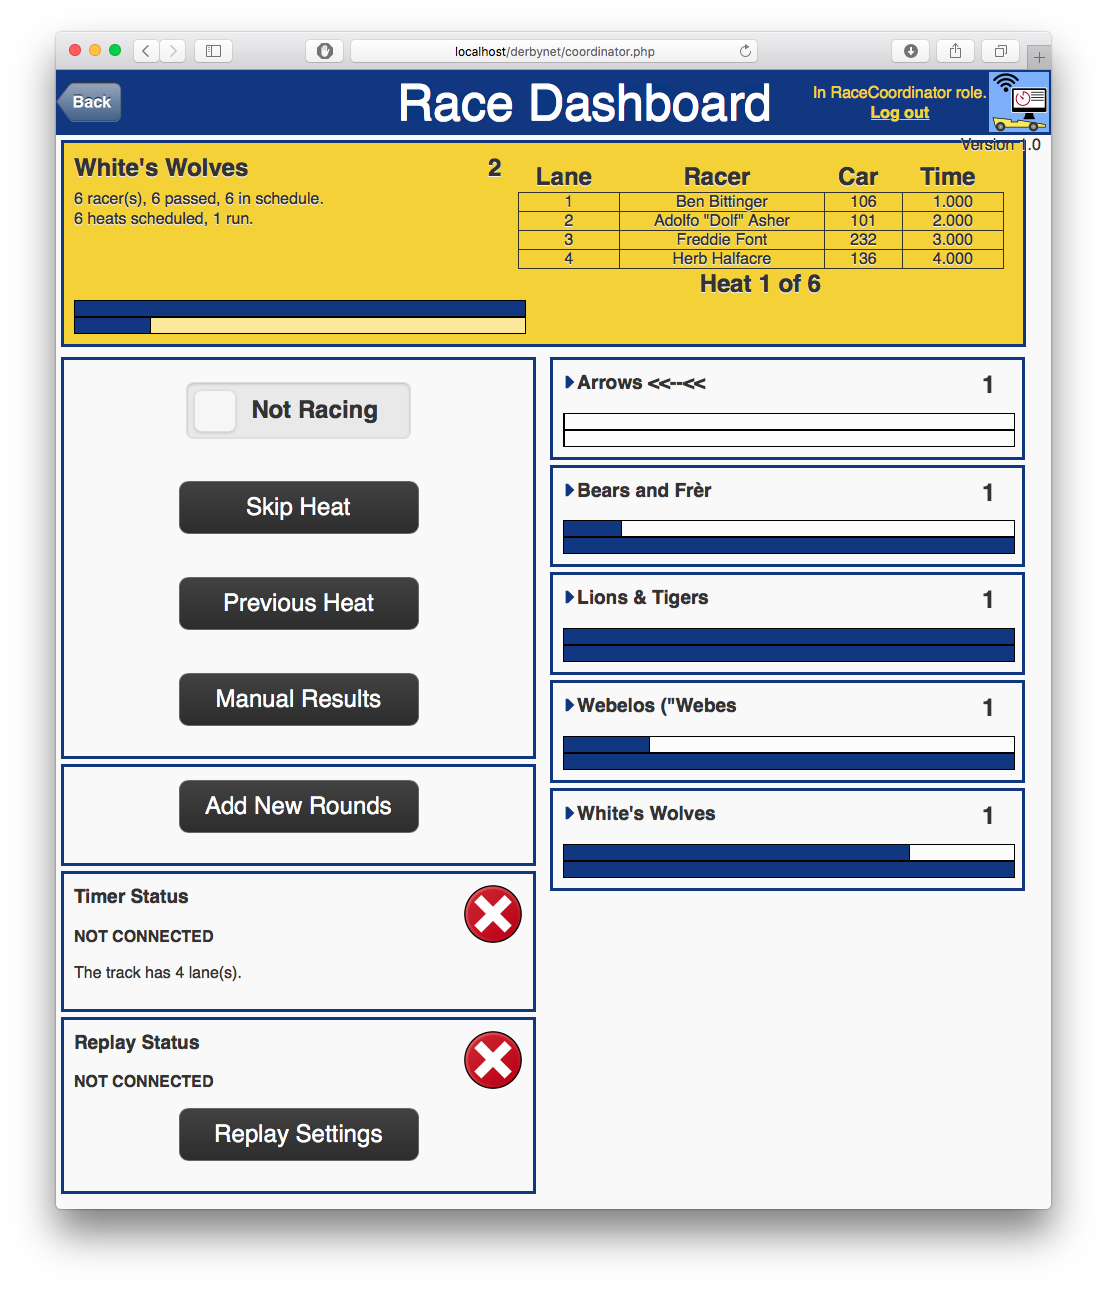 localhost/derbynet/coordinator.php
Back
Race Dashboard
In RaceCoordinator role.
Log out
Version 1.0
White's Wolves 2
6 racer(s), 6 passed, 6 in schedule.
6 heats scheduled, 1 run.
Lane Racer Car Time
1 Ben Bittinger 106 1.000
2 Adolfo "Dolf" Asher 101 2.000
3 Freddie Font 232 3.000
4 Herb Halfacre 136 4.000
Heat 1 of 6
Not Racing
Skip Heat
Previous Heat
Manual Results
Add New Rounds
Timer Status
NOT CONNECTED
The track has 4 lane(s).
Replay Status
NOT CONNECTED
Replay Settings
Arrows <<--<< 1
Bears and Frèr 1
Lions & Tigers 1
Webelos ("Webes 1
White's Wolves 1